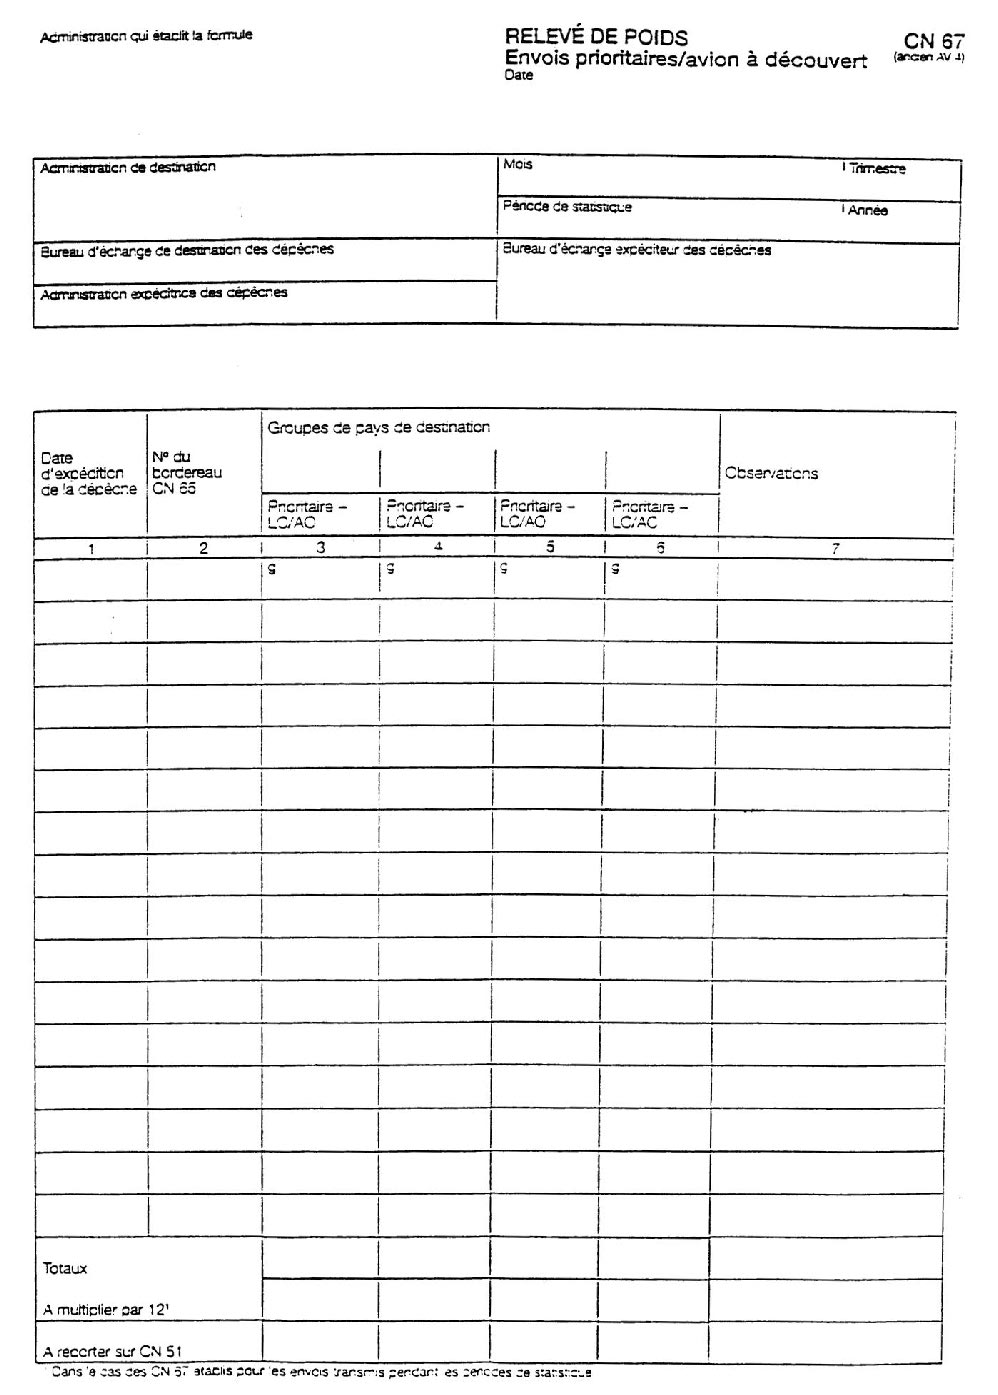 Administration qui établit la formule
RELEVÉ DE POIDS
CN 67
Envois prioritaires/avion à découvert
(ancien AV 4)
Date
Administration de destination
Mois
Trimestre
Période de statistique
Année
Bureau d'échange de destination des dépêches
Bureau d'échange expéditeur des dépêches
Administration expéditrice des dépêches
Groupes de pays de destination
Date
d'expédition
de la dépêche
Nº du
bordereau
CN 65
Observations
Prioritaire –
LC/AO
Prioritaire –
LC/AO
Prioritaire –
LC/AO
Prioritaire –
LC/AO
1 2 3 4 5 6 7
g g g g
Totaux
A multiplier par 12¹
A reporter sur CN 51
¹ Dans le cas des CN 67 établis pour les envois transmis pendant les périodes de statistique